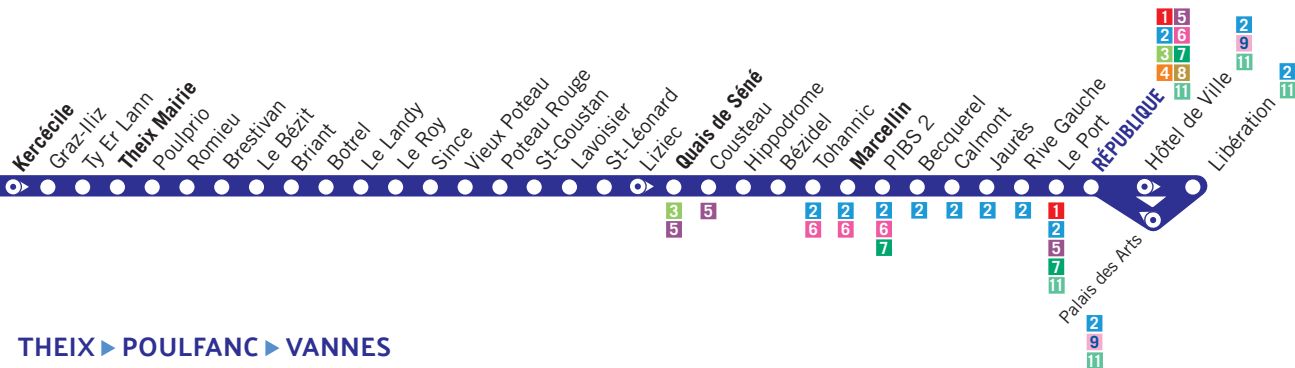 Kercécile
Graz-Iliz
Ty Er Lann
Theix Mairie
Poulprio
Romieu
Brestivan
Le Bézit
Briant
Botrel
Le Landy
Le Roy
Since
Vieux Poteau
Poteau Rouge
St-Goustan
Lavoisier
St-Léonard
Liziec
Quais de Séné
3
5
Cousteau
5
Hippodrome
Bézidel
Tohannic
2
6
Marcellin
2
6
PIBS 2
2
6
7
Becquerel
2
Calmont
2
Jaurès
2
Rive Gauche
2
Le Port
1
2
5
7
11
RÉPUBLIQUE
1 5
2 6
3 7
4 8
11
Hôtel de Ville
2
9
11
Libération
2
11
Palais des Arts
2
9
11
THEIX POULFANC VANNES